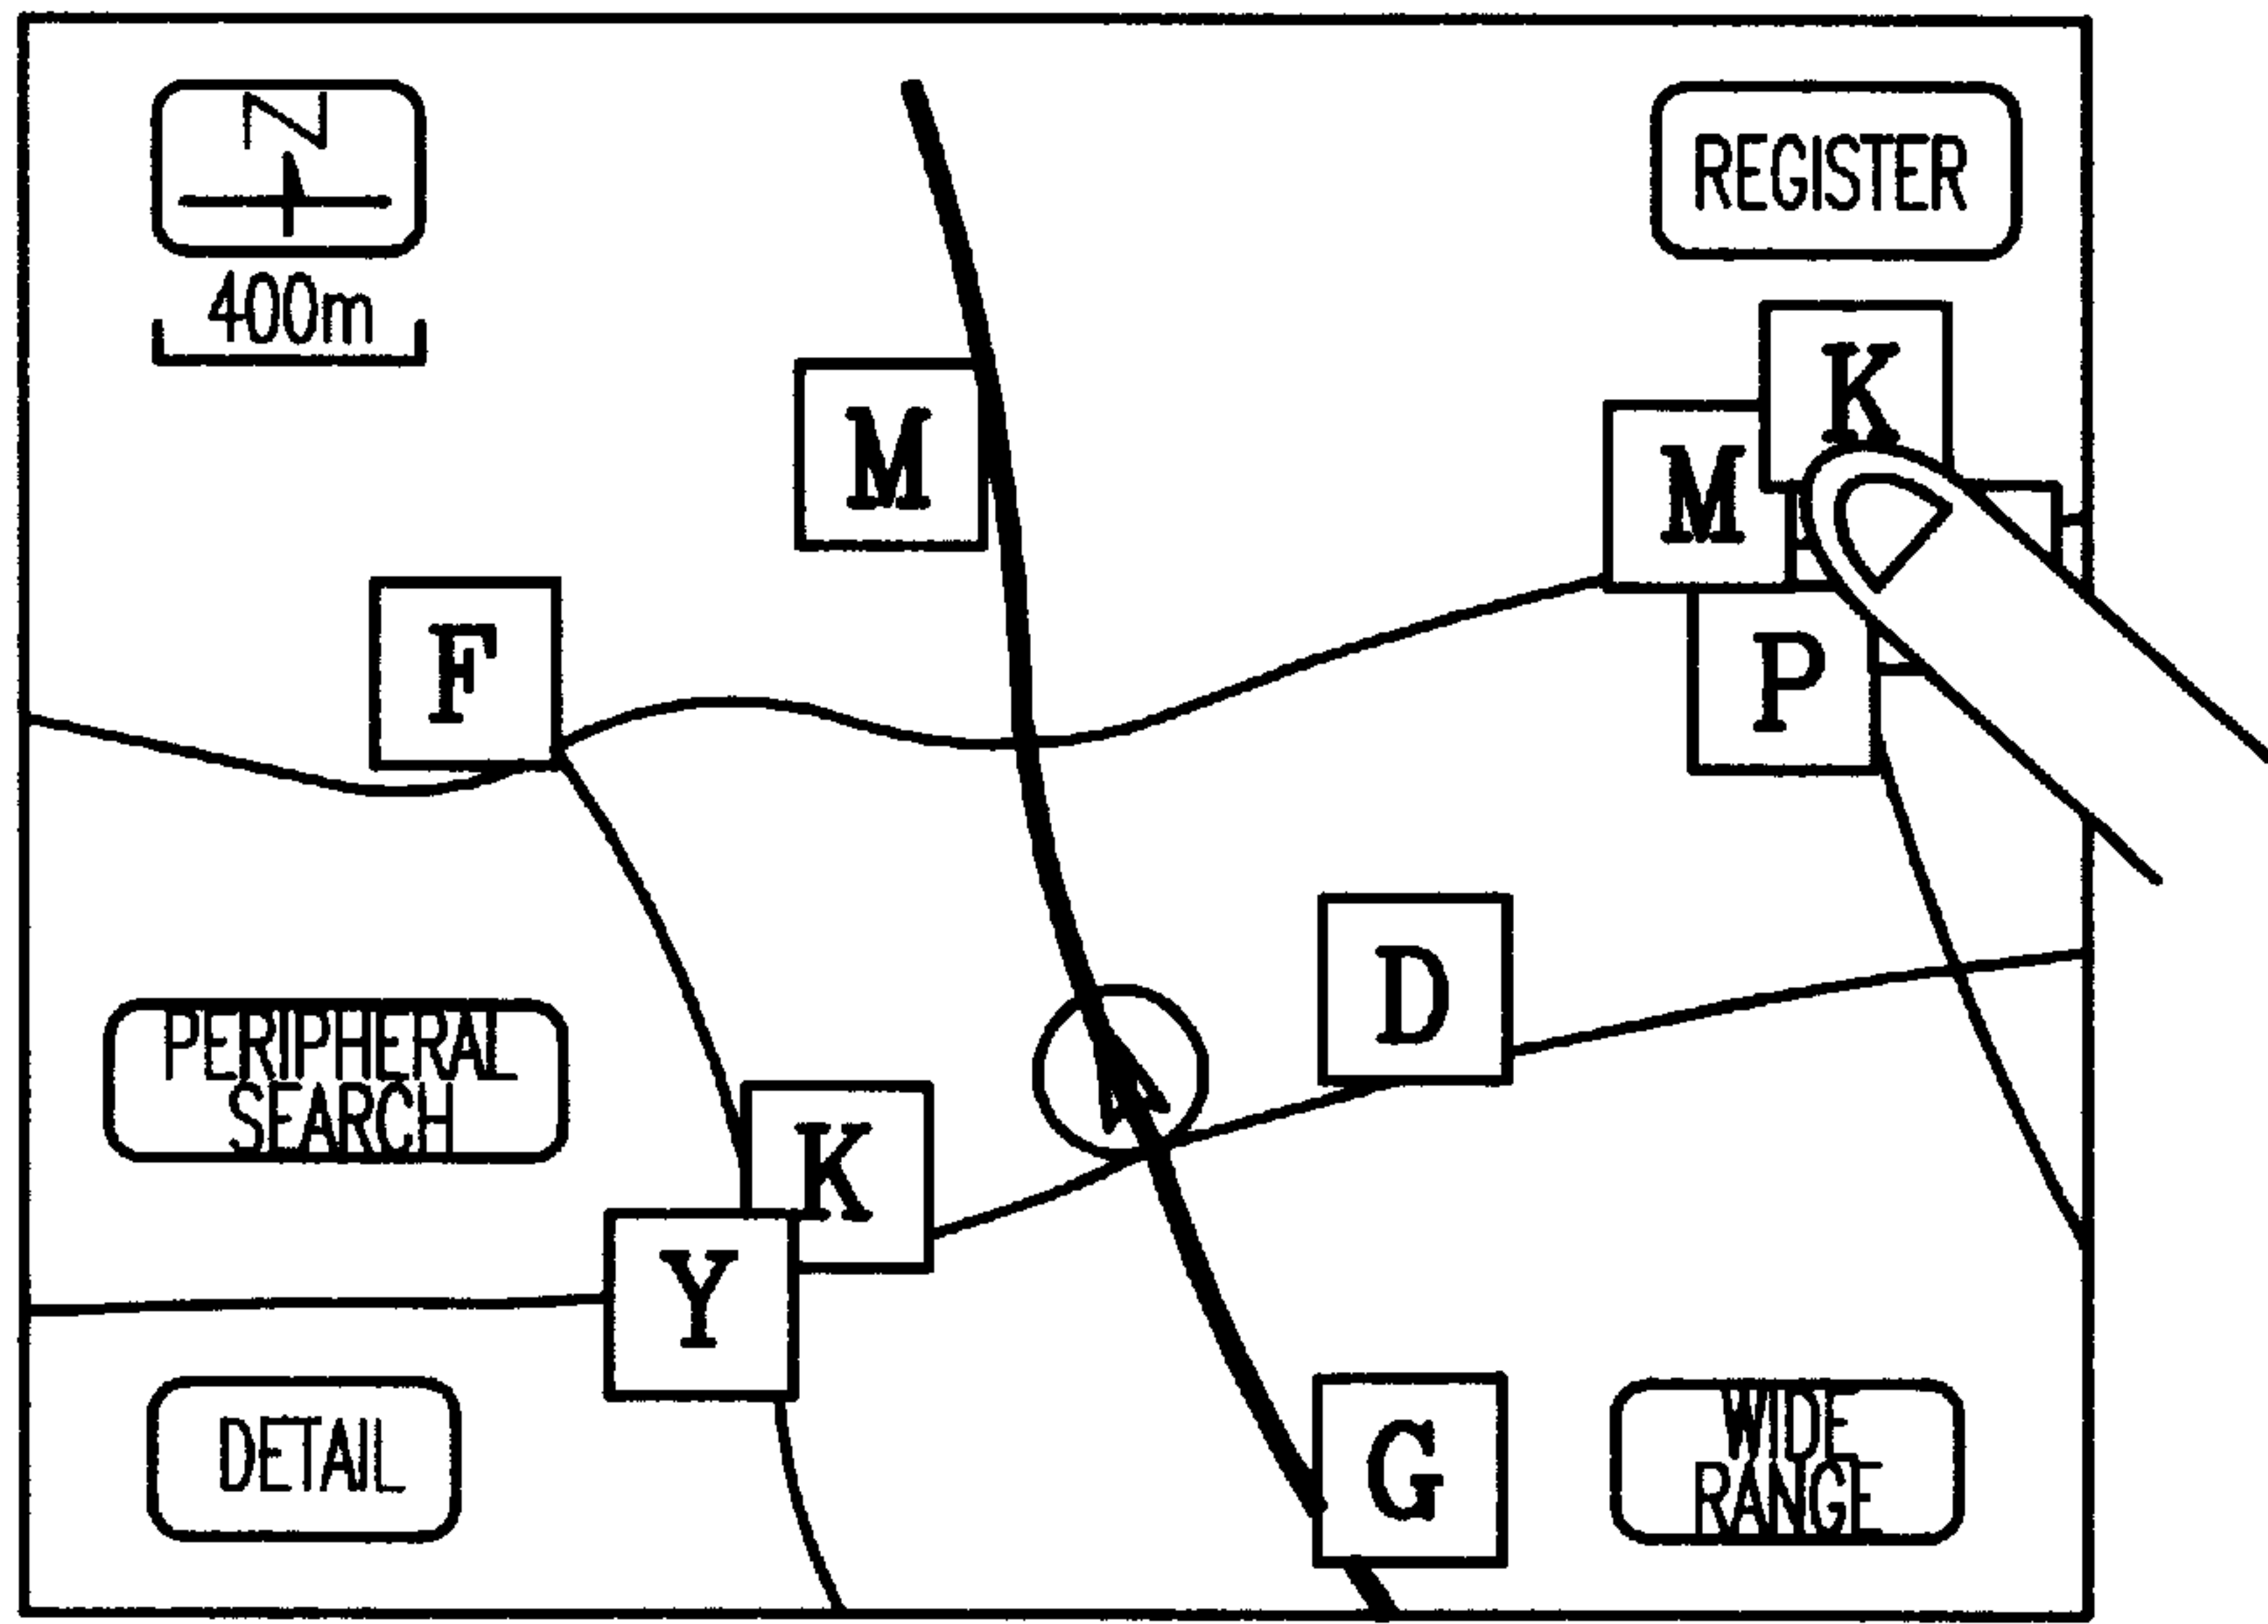 N
REGISTER
400m
K
M
M
F
P
D
PERIPHERAL
SEARCH
K
Y
G
WIDE
RANGE
DETAIL